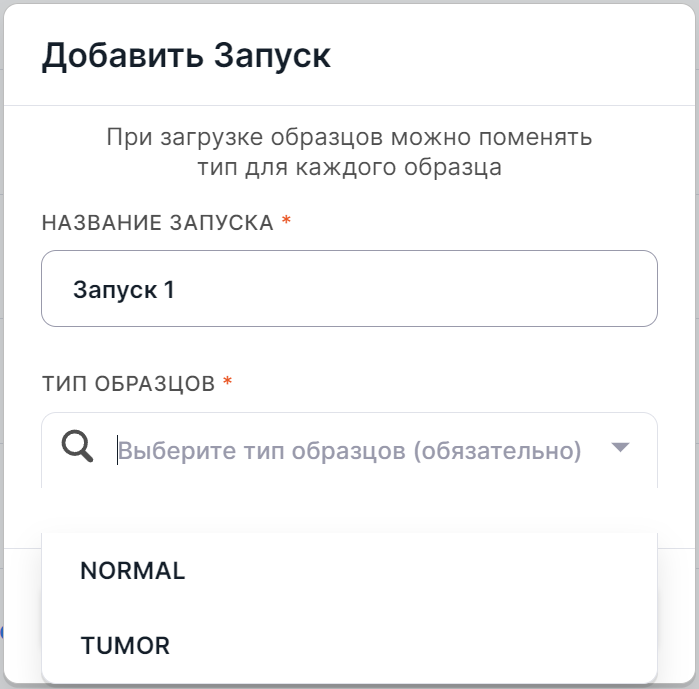 Добавить Запуск
При загрузке образцов можно поменять
тип для каждого образца
НАЗВАНИЕ ЗАПУСКА *
Запуск 1
ТИП ОБРАЗЦОВ *
Выберите тип образцов (обязательно)
NORMAL
TUMOR